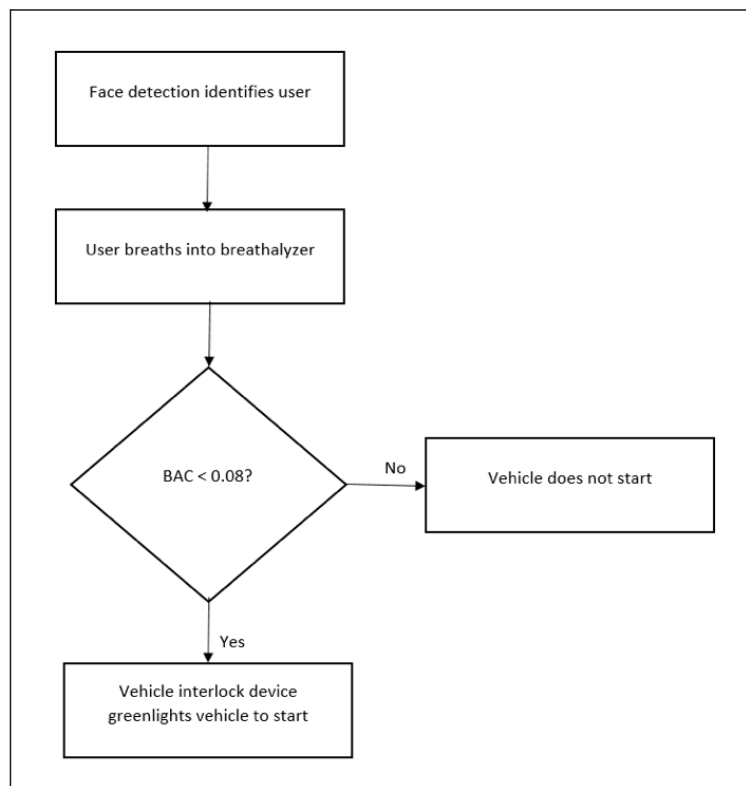 Face detection identifies user
User breaths into breathalyzer
BAC < 0.08?
No
Vehicle does not start
Yes
Vehicle interlock device
greenlights vehicle to start